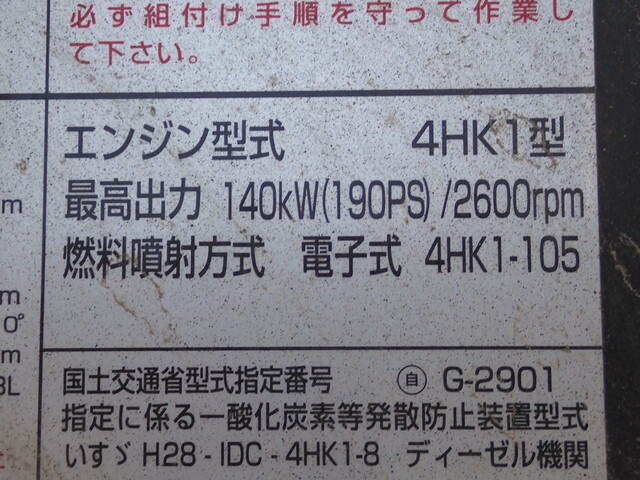 必ず組付け手順を守って作業し
て下さい。
エンジン型式 4HK1型
m 最高出力 140kW(190PS)/2600rpm
燃料噴射方式 電子式 4HK1-105
m
0°
m
3L 国土交通省型式指定番号 ㊀自 G-2901
指定に係る一酸化炭素等発散防止装置型式
いすゞ H28-IDC-4HK1-8 ディーゼル機関